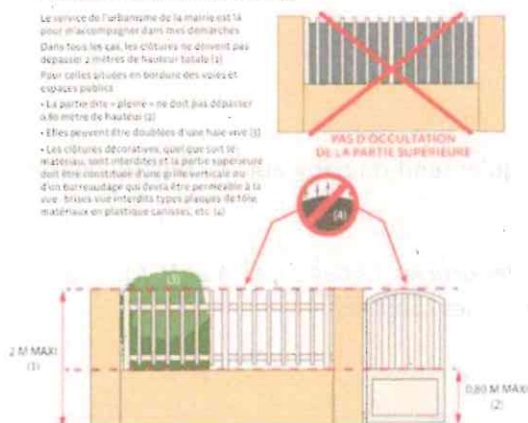 Le service de l'urbanisme de la mairie est là
pour m'accompagner dans mes démarches
Dans tous les cas, les clôtures ne doivent pas
dépasser 2 mètres de hauteur totale (1)
Pour celles situées en bordure des voies et
espaces publics
• La partie dite « pleine » ne doit pas dépasser
0,80 mètre de hauteur (2)
• Elles peuvent être doublées d'une haie vive (3)
• Les clôtures décoratives, quel que soit le
matériau, sont interdites et la partie supérieure
doit être constituée d'une grille verticale ou
d'un barreaudage qui devra être perméable à la
vue : brises vue interdits types plaques de tôle,
matériaux en plastique canisses, etc. (4)
PAS D'OCCULTATION
DE LA PARTIE SUPERIEURE
(4)
(3)
2 M MAXI
(1)
0,80 M MAXI
(2)